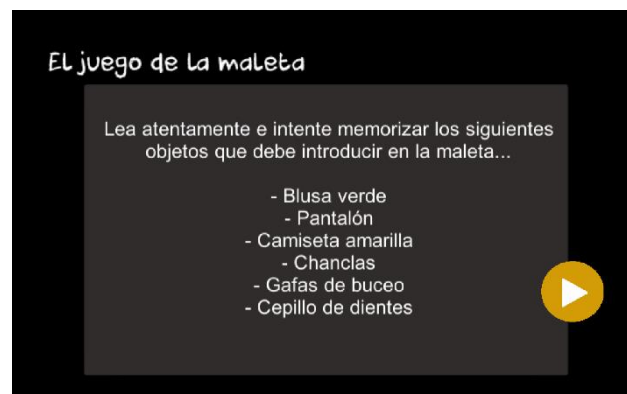 El juego de la maleta
Lea atentamente e intente memorizar los siguientes
objetos que debe introducir en la maleta...
- Blusa verde
- Pantalón
- Camiseta amarilla
- Chanclas
- Gafas de buceo
- Cepillo de dientes